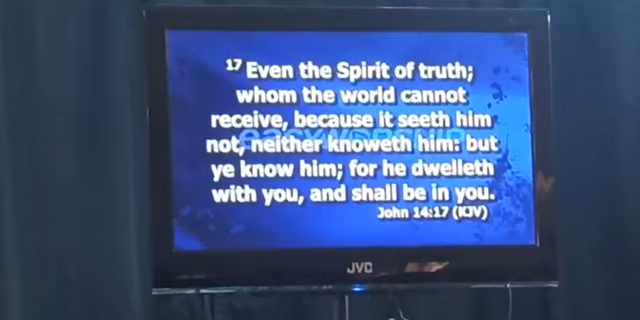 17 Even the Spirit of truth;
whom the world cannot
receive, because it seeth him
not, neither knoweth him: but
ye know him; for he dwelleth
with you, and shall be in you.
John 14:17 (KJV)
easyworship
JVC